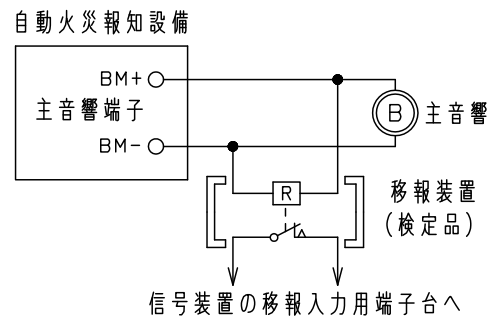 自動火災報知設備
BM+
主音響端子
BM-
B
主音響
R
移報装置
(検定品)
信号装置の移報入力用端子台へ